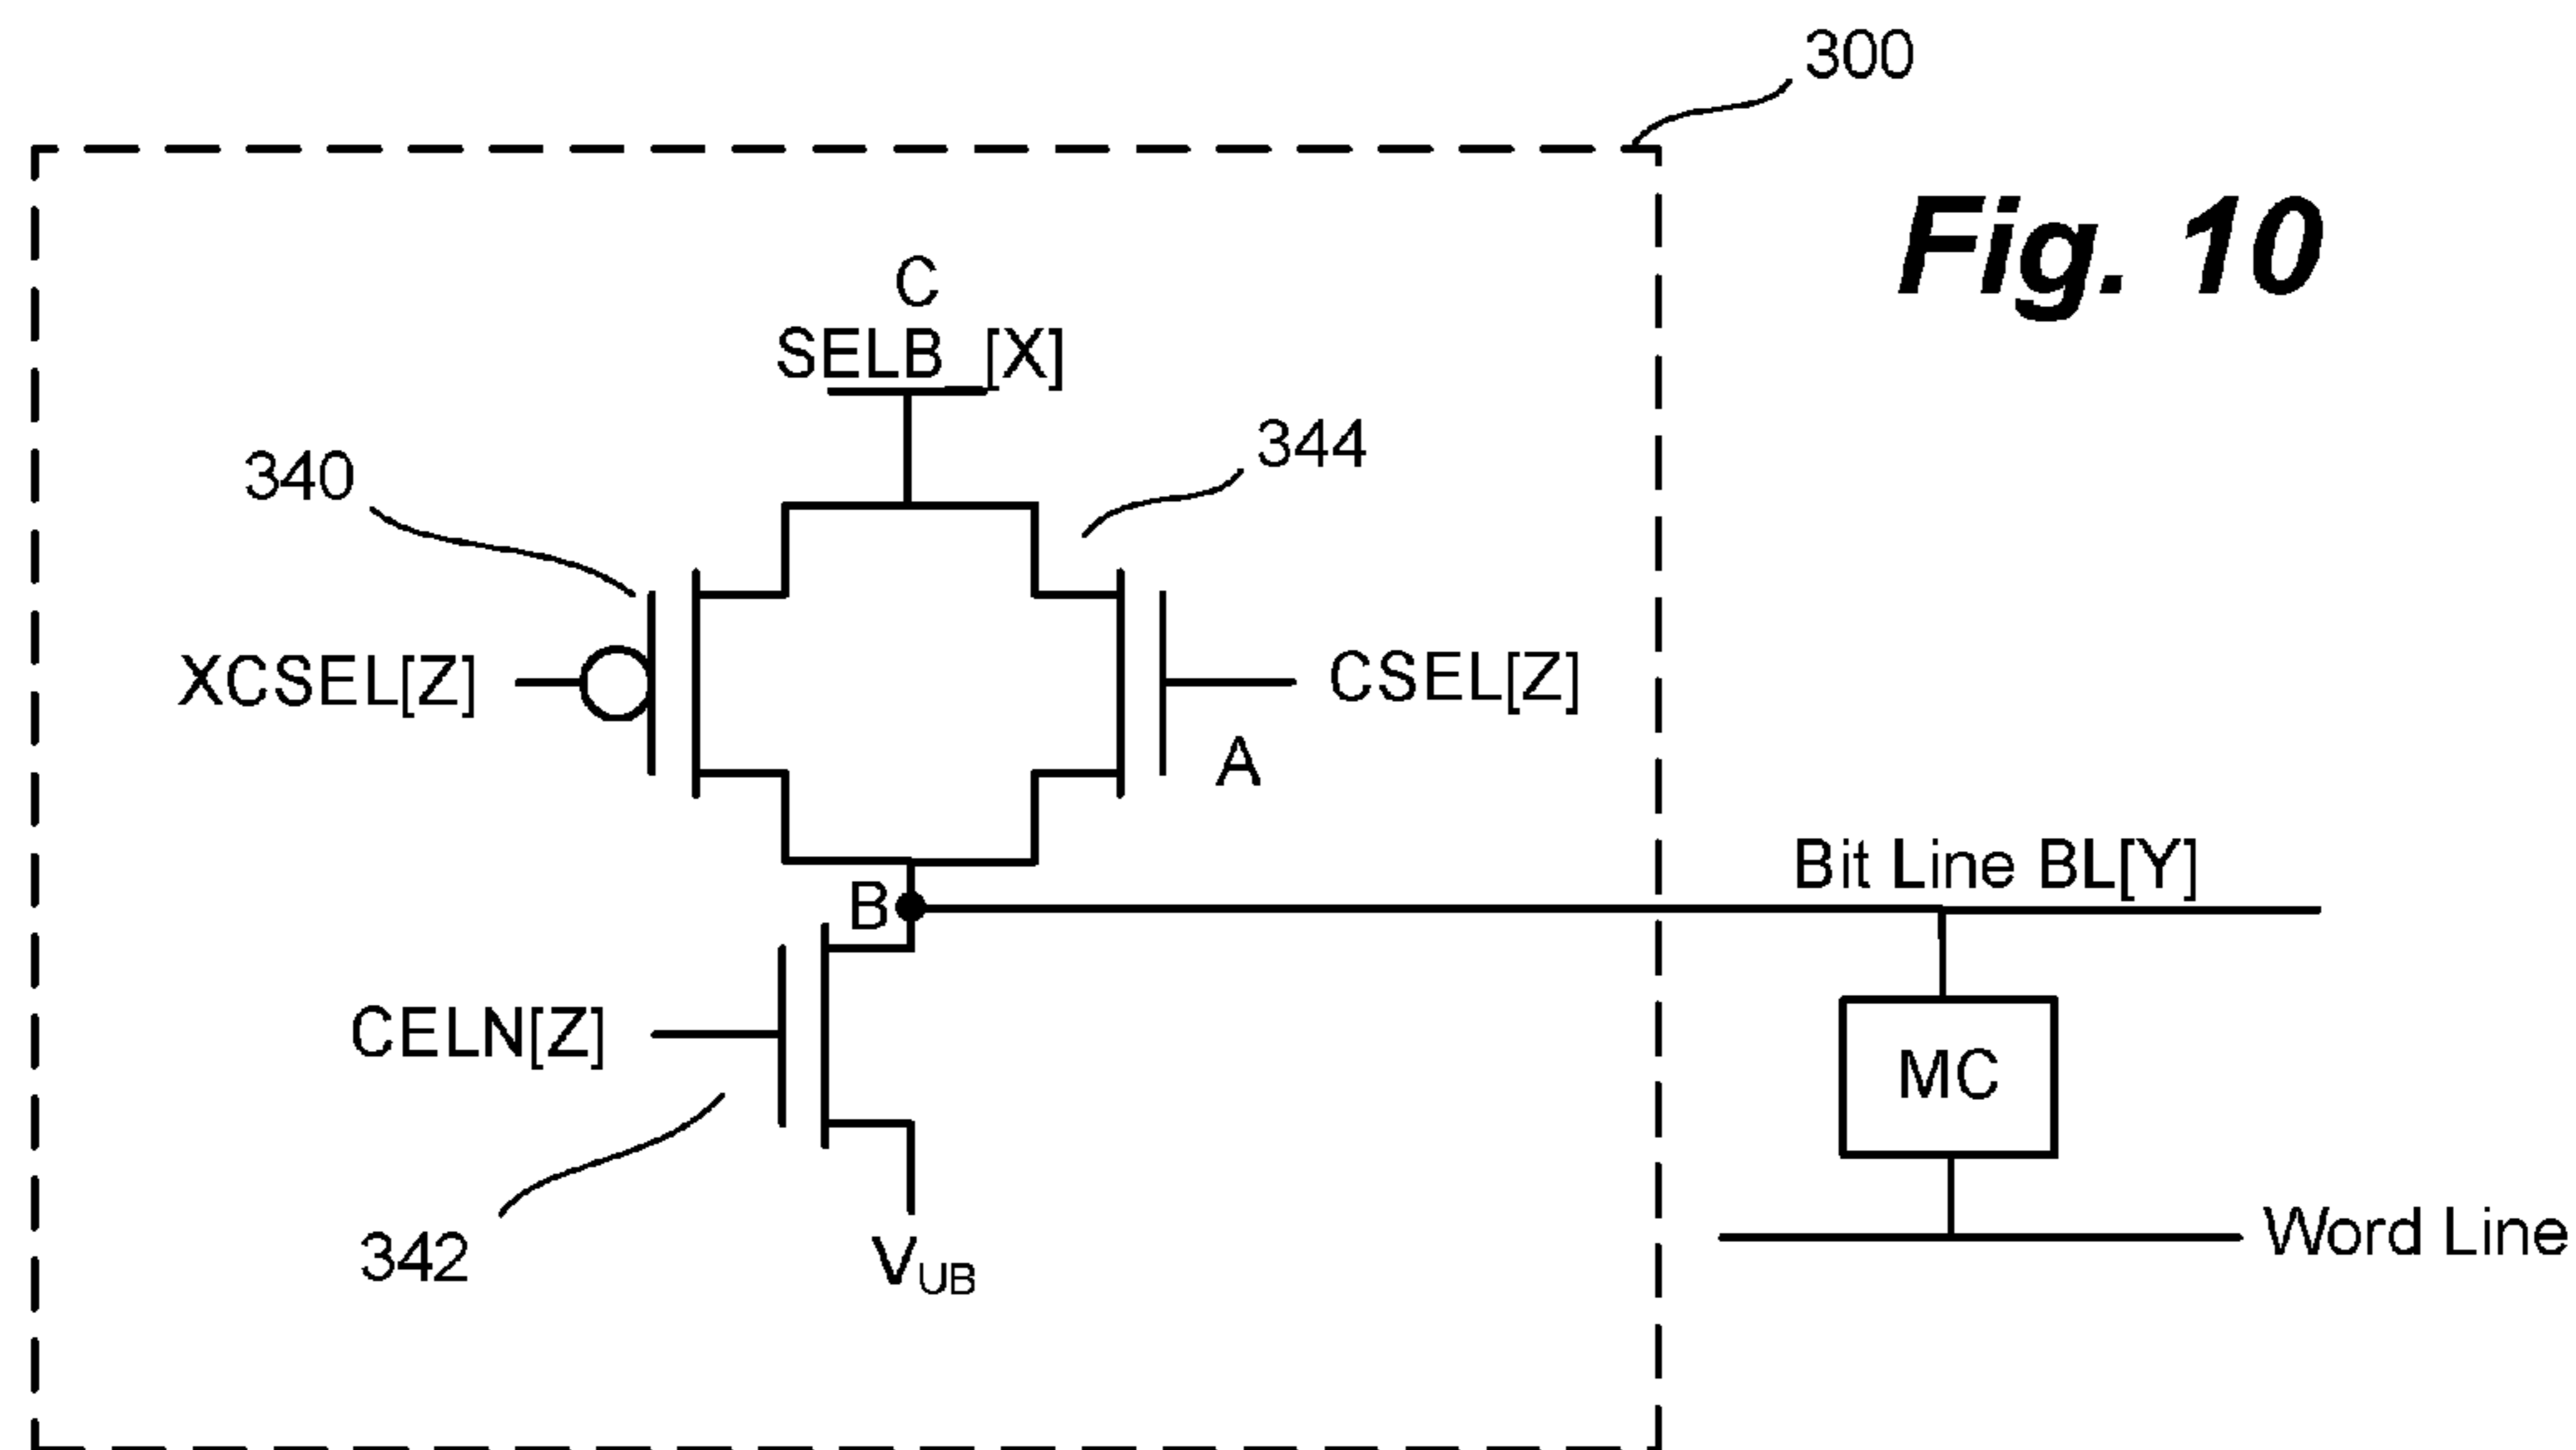 300
Fig. 10
C
SELB_[X]
344
340
XCSEL[Z]
CSEL[Z]
A
Bit Line BL[Y]
B
CELN[Z]
MC
342
VUB
Word Line